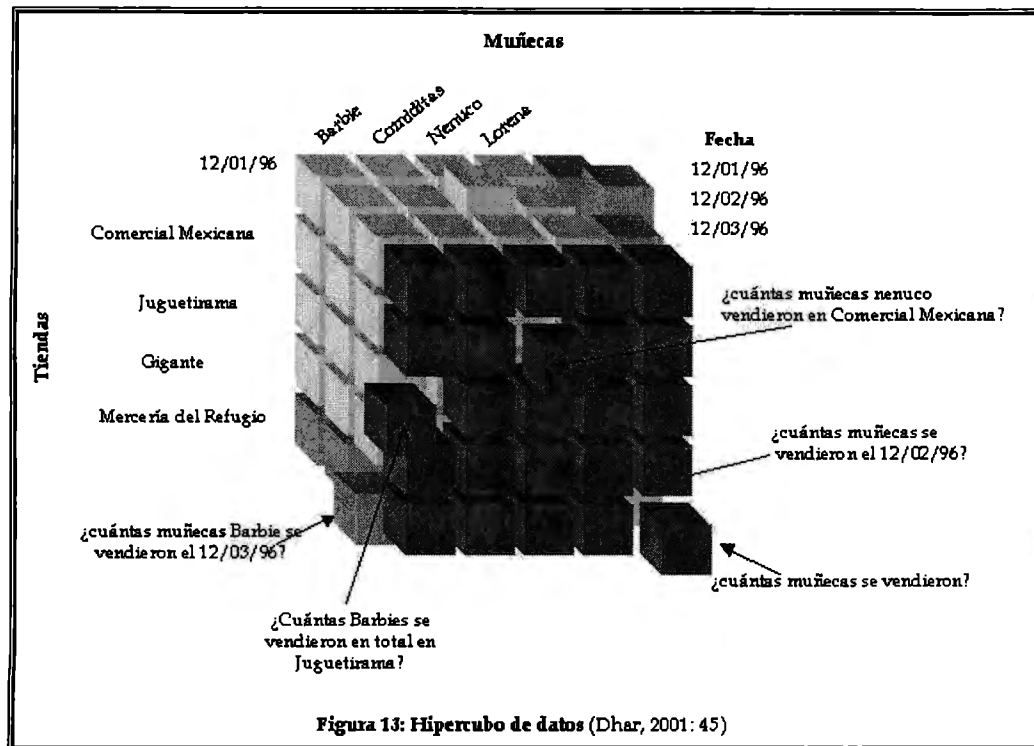 Muñecas
Barbie
Comiditas
Nenuco
Lorena
Fecha
12/01/96
12/01/96
12/02/96
12/03/96
Tiendas
Comercial Mexicana
Juguetirama
Gigante
Mercería del Refugio
¿cuántas muñecas nenuco
vendieron en Comercial Mexicana?
¿cuántas muñecas se
vendieron el 12/02/96?
¿cuántas muñecas Barbie se
vendieron el 12/03/96?
¿cuántas muñecas se vendieron?
¿Cuántas Barbies se
vendieron en total en
Juguetirama?
Figura 13: Hipercubo de datos (Dhar, 2001: 45)